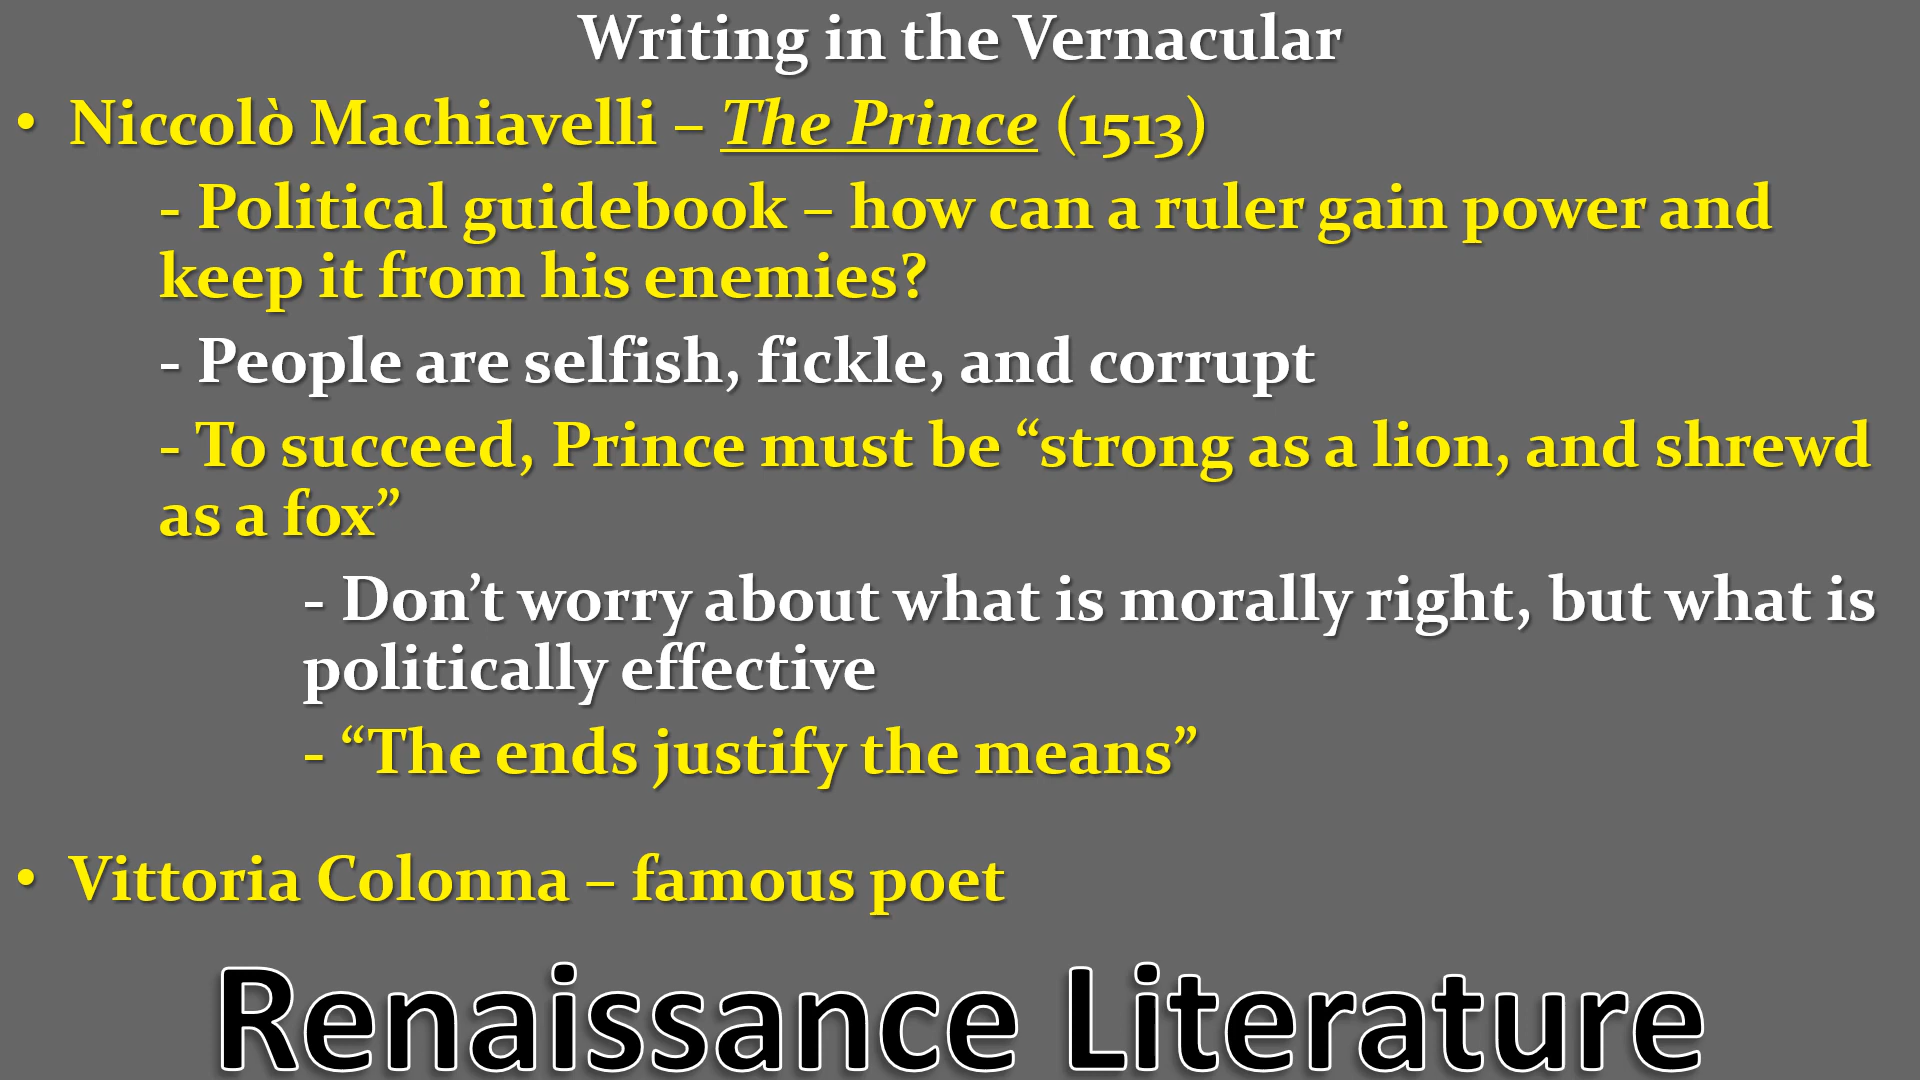 Writing in the Vernacular
• Niccolò Machiavelli – The Prince (1513)
- Political guidebook – how can a ruler gain power and
keep it from his enemies?
- People are selfish, fickle, and corrupt
- To succeed, Prince must be “strong as a lion, and shrewd
as a fox”
- Don’t worry about what is morally right, but what is
politically effective
- “The ends justify the means”
• Vittoria Colonna – famous poet
Renaissance Literature